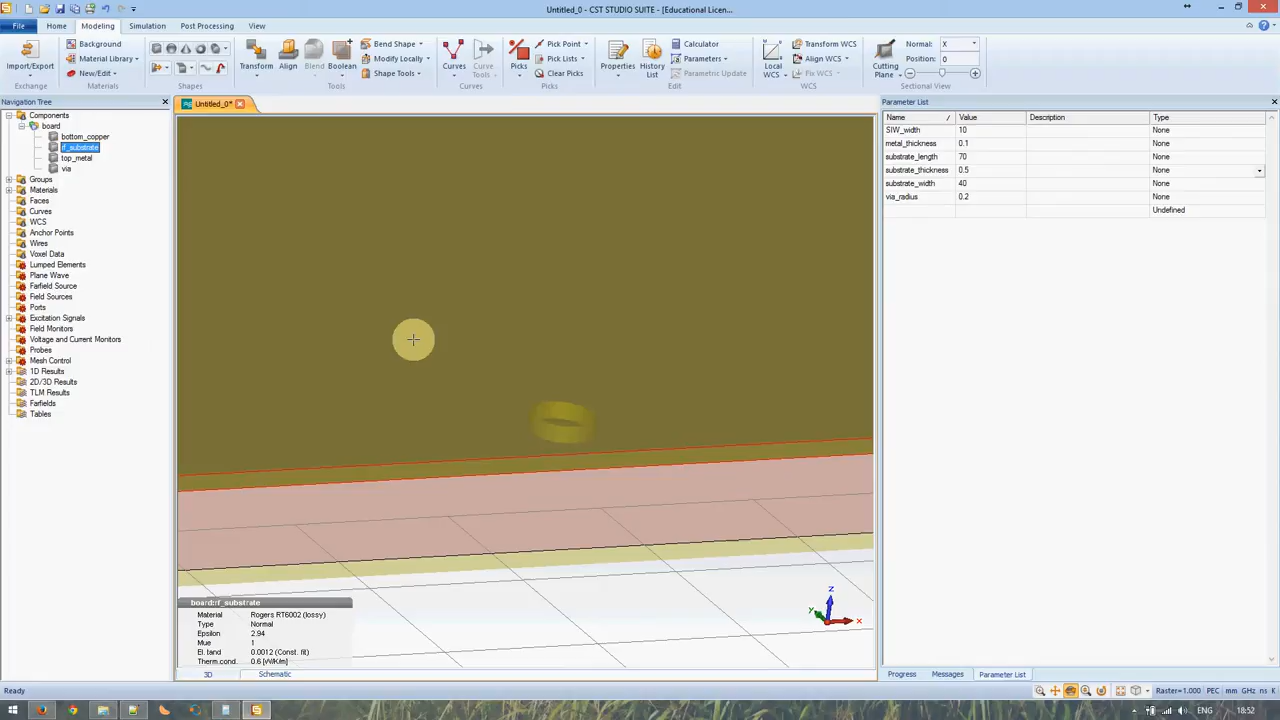 Untitled_0 - CST STUDIO SUITE - [Educational Licen...
File
Home
Modeling
Simulation
Post Processing
View
Import/Export
Exchange
Background
Material Library
New/Edit
Materials
Shapes
Transform
Align
Blend
Boolean
Bend Shape
Modify Locally
Shape Tools
Tools
Curves
Curve Tools
Curves
Picks
Pick Point
Pick Lists
Clear Picks
Picks
Properties
History List
Calculator
Parameters
Parametric Update
Edit
Local WCS
Transform WCS
Align WCS
Fix WCS
WCS
Cutting Plane
Normal: X
Position: 0
Sectional View
Navigation Tree
Untitled_0*
Parameter List
Components
board
bottom_copper
rf_substrate
top_metal
via
Groups
Materials
Faces
Curves
WCS
Anchor Points
Wires
Voxel Data
Lumped Elements
Plane Wave
Farfield Source
Field Sources
Ports
Excitation Signals
Field Monitors
Voltage and Current Monitors
Probes
Mesh Control
1D Results
2D/3D Results
TLM Results
Farfields
Tables
Name Value Description Type
SIW_width 10 None
metal_thickness 0.1 None
substrate_length 70 None
substrate_thickness 0.5 None
substrate_width 40 None
via_radius 0.2 None
Undefined
board:rf_substrate
Material Rogers RT6002 (lossy)
Type Normal
Epsilon 2.94
Mue 1
El. tand 0.0012 (Const. fit)
Therm.cond. 0.6 [W/K/m]
z
y
x
3D
Schematic
Progress
Messages
Parameter List
Ready
Raster=1.000 PEC mm GHz ns K
ENG
18:52